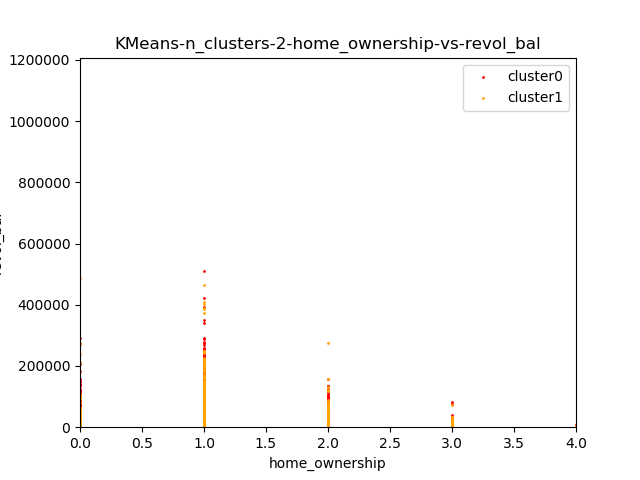 KMeans-n_clusters-2-home_ownership-vs-revol_bal
cluster0
cluster1
1200000
1000000
800000
600000
400000
200000
0
0.0 0.5 1.0 1.5 2.0 2.5 3.0 3.5 4.0
home_ownership